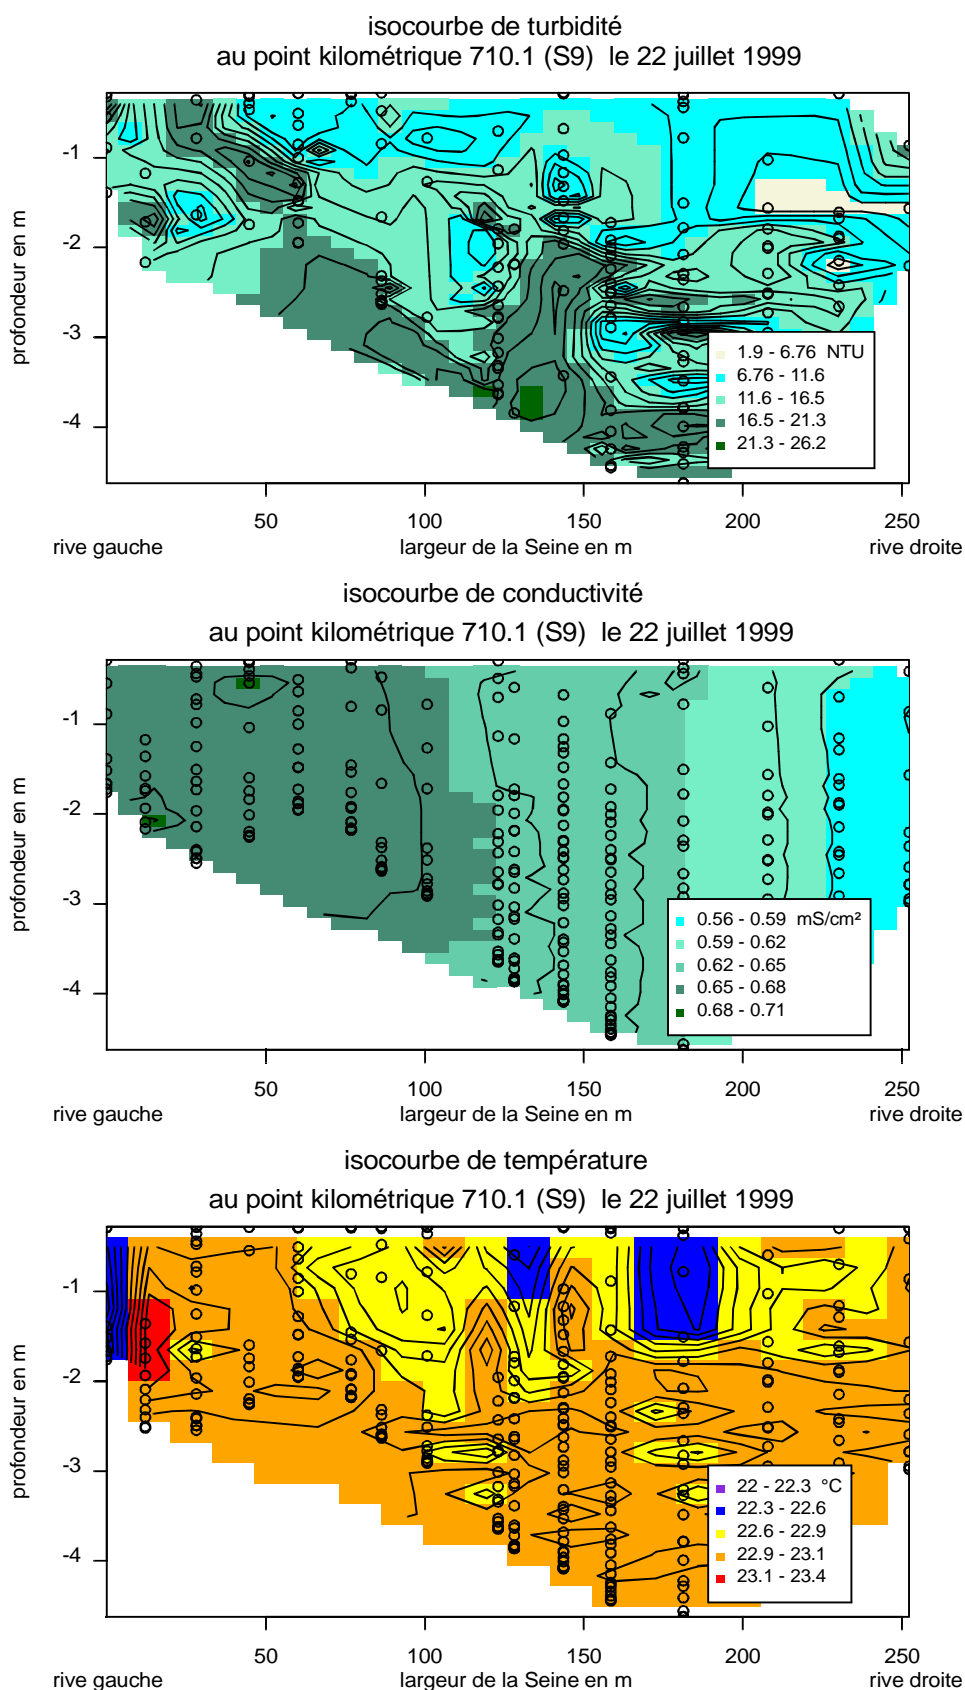 isocourbe de turbidité
au point kilométrique 710.1 (S9) le 22 juillet 1999
profondeur en m
-1
-2
-3
-4
1.9 - 6.76 NTU
6.76 - 11.6
11.6 - 16.5
16.5 - 21.3
21.3 - 26.2
50
100
150
200
250
rive gauche
largeur de la Seine en m
rive droite
isocourbe de conductivité
au point kilométrique 710.1 (S9) le 22 juillet 1999
profondeur en m
-1
-2
-3
-4
0.56 - 0.59 mS/cm²
0.59 - 0.62
0.62 - 0.65
0.65 - 0.68
0.68 - 0.71
50
100
150
200
250
rive gauche
largeur de la Seine en m
rive droite
isocourbe de température
au point kilométrique 710.1 (S9) le 22 juillet 1999
profondeur en m
-1
-2
-3
-4
22 - 22.3 °C
22.3 - 22.6
22.6 - 22.9
22.9 - 23.1
23.1 - 23.4
50
100
150
200
250
rive gauche
largeur de la Seine en m
rive droite